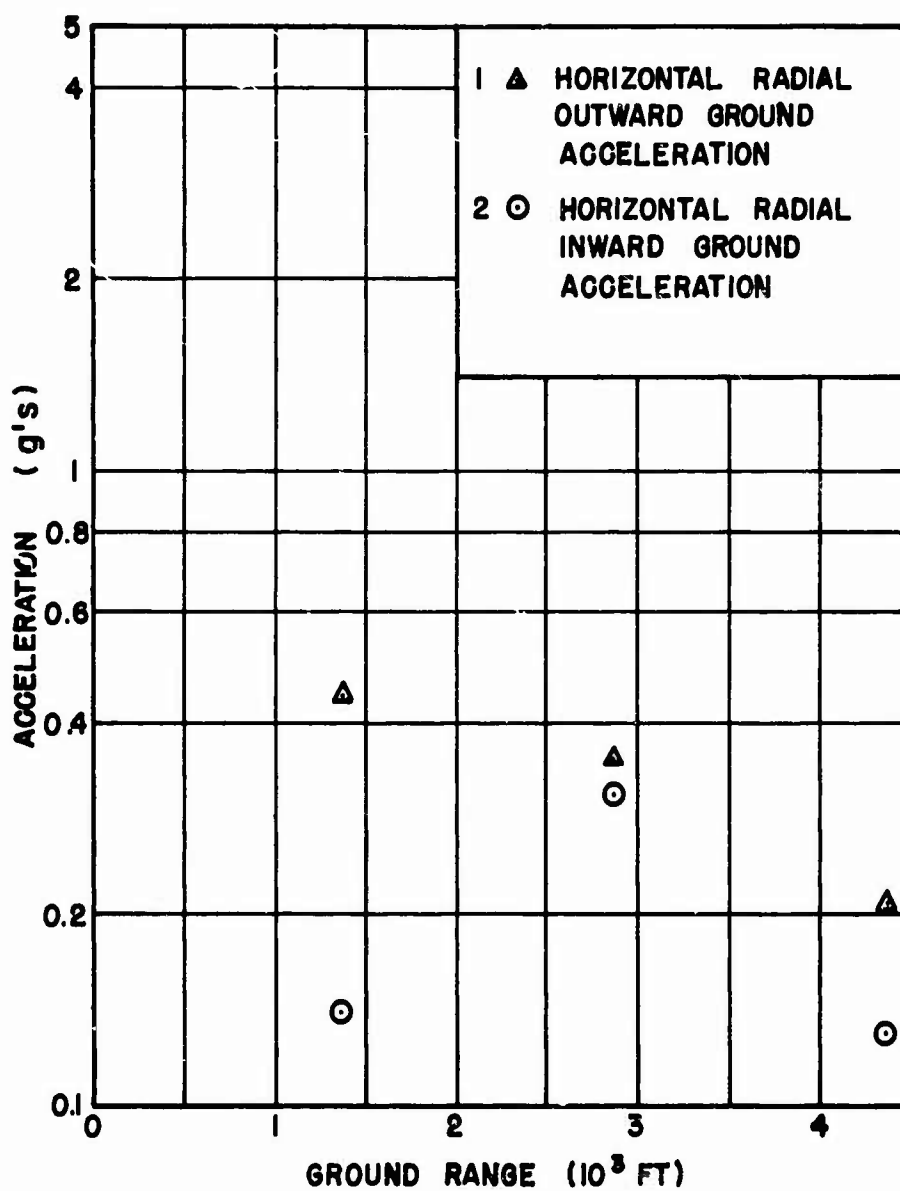 5
4
2
1
0.8
0.6
0.4
0.2
0.1
ACCELERATION (g's)
1 HORIZONTAL RADIAL
OUTWARD GROUND
ACCELERATION
2 HORIZONTAL RADIAL
INWARD GROUND
ACCELERATION
0 1 2 3 4
GROUND RANGE (10³ FT)